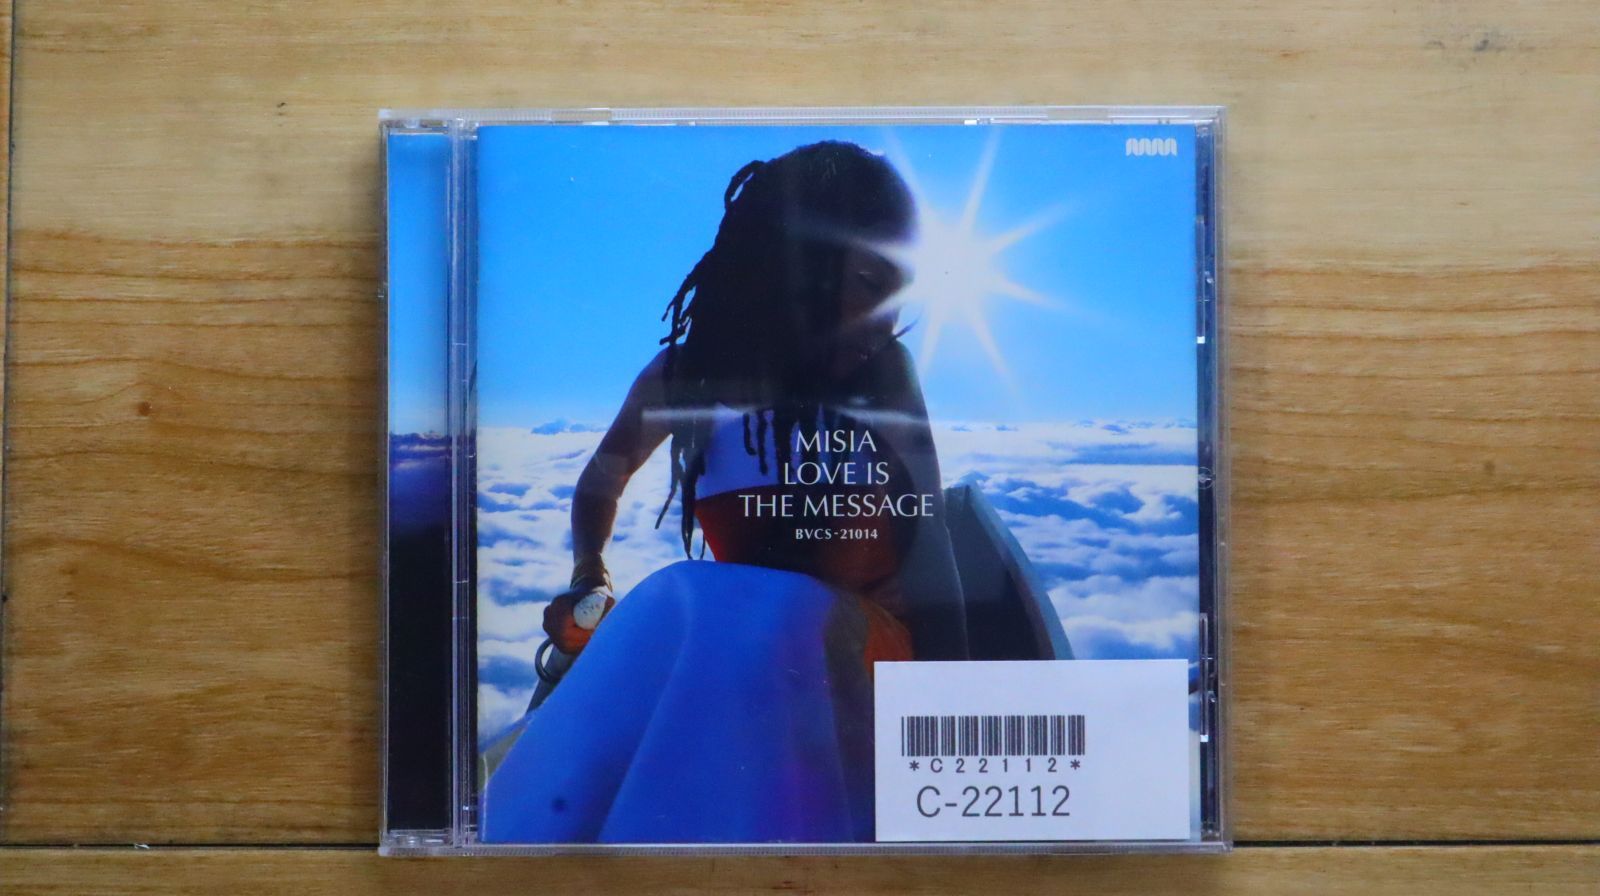 MISIA
LOVE IS
THE MESSAGE
BVCS-21014
*C22112*
C-22112